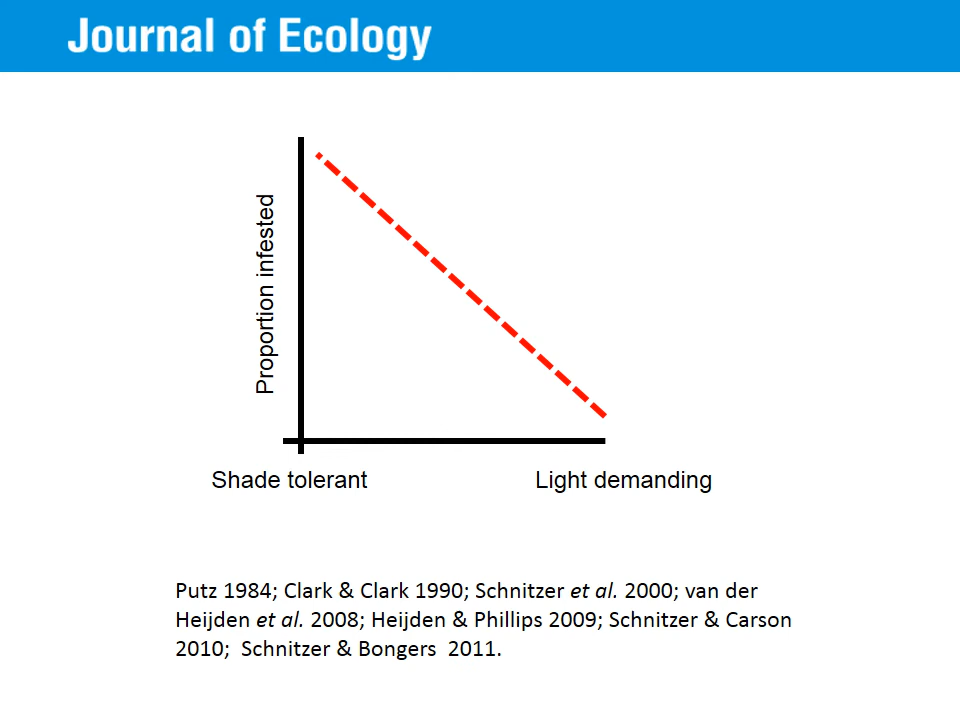 Journal of Ecology
Proportion infested
Shade tolerant
Light demanding
Putz 1984; Clark & Clark 1990; Schnitzer et al. 2000; van der
Heijden et al. 2008; Heijden & Phillips 2009; Schnitzer & Carson
2010;  Schnitzer & Bongers  2011.